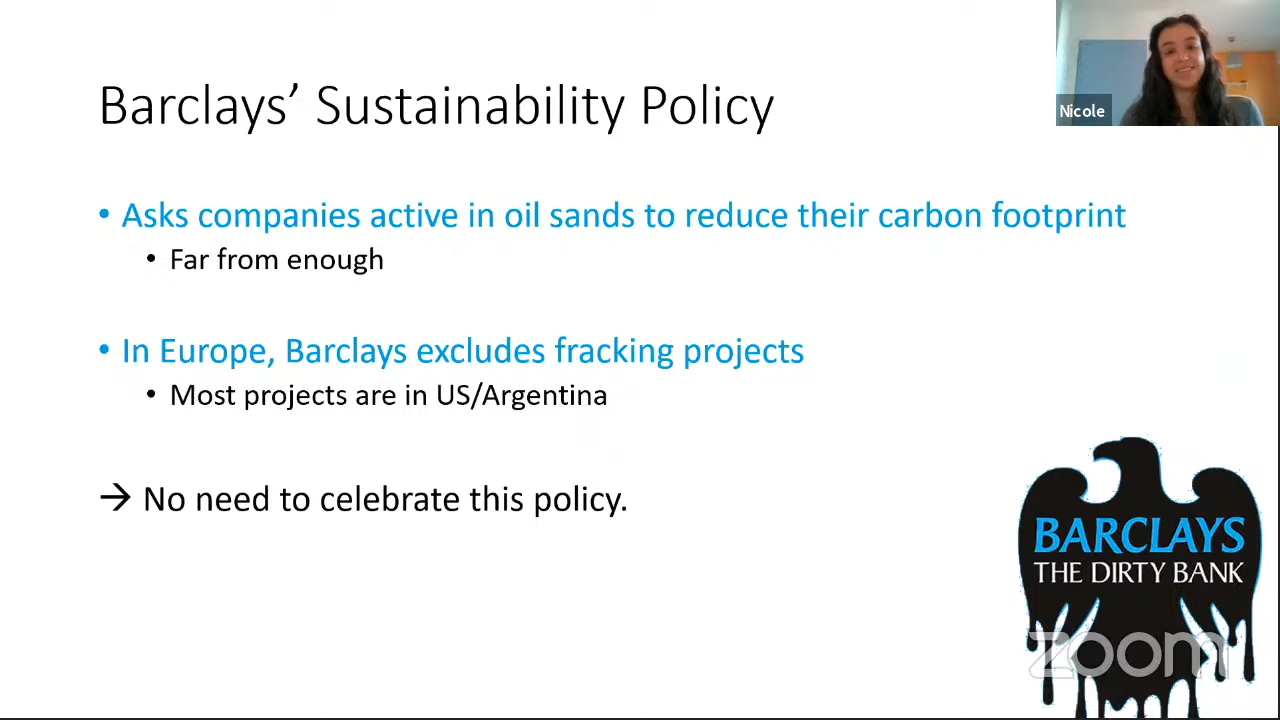 Nicole
Barclays’ Sustainability Policy
• Asks companies active in oil sands to reduce their carbon footprint
• Far from enough
• In Europe, Barclays excludes fracking projects
• Most projects are in US/Argentina
→ No need to celebrate this policy.
BARCLAYS
THE DIRTY BANK
zoom